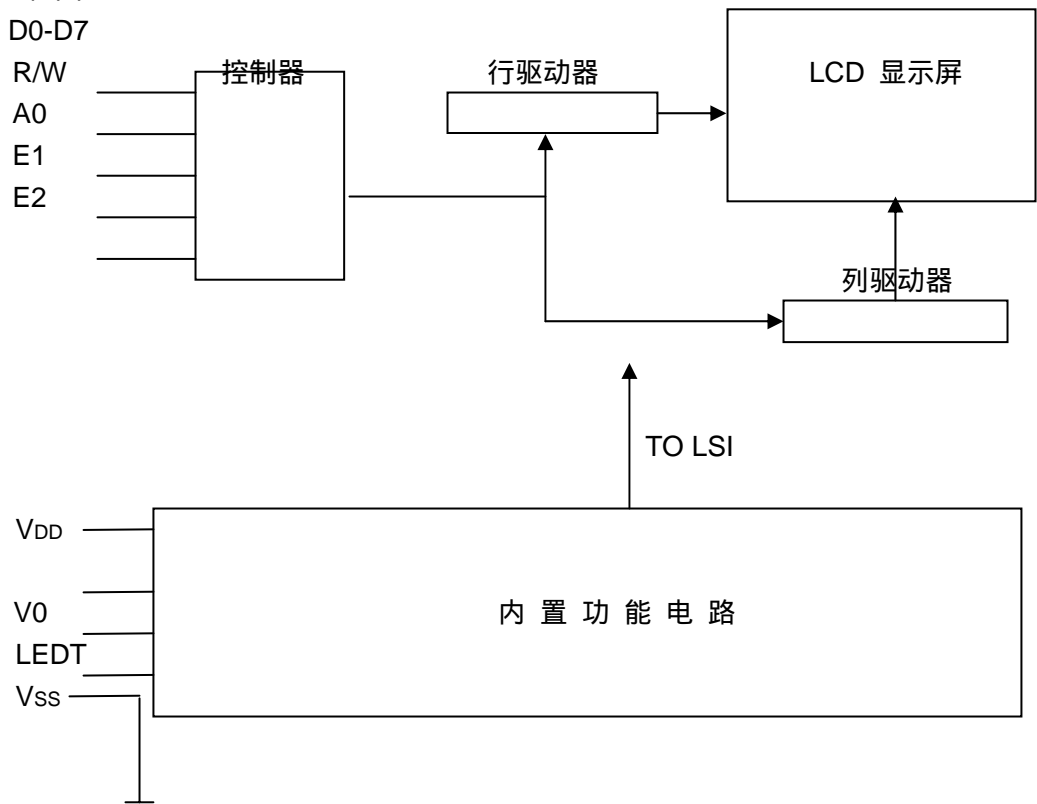 D0-D7
R/W
控制器
行驱动器
LCD 显示屏
A0
E1
E2
列驱动器
TO LSI
VDD
V0
内置功能电路
LEDT
VSS